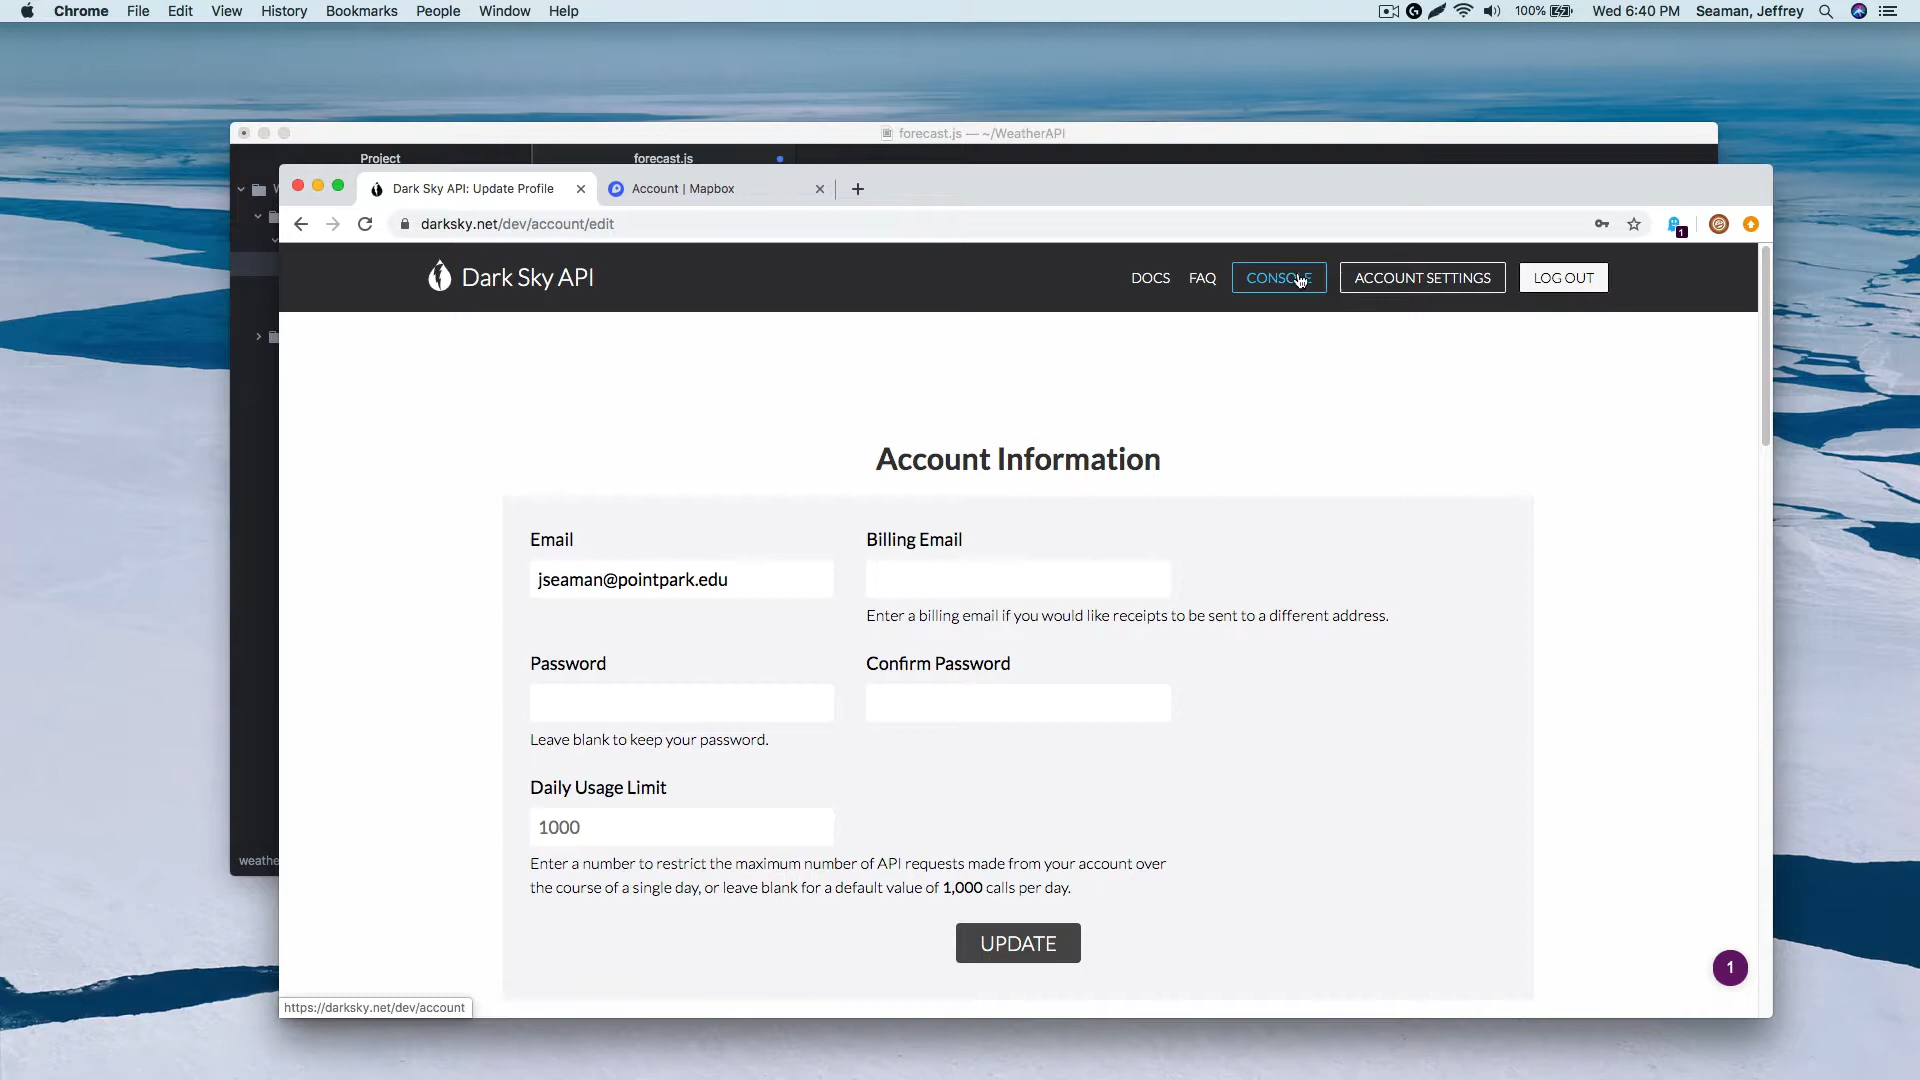 Chrome File Edit View History Bookmarks People Window Help
100% Wed 6:40 PM Seaman, Jeffrey
forecast.js — ~/WeatherAPI
Project forecast.js
Dark Sky API: Update Profile Account | Mapbox
darksky.net/dev/account/edit
1
Dark Sky API DOCS FAQ CONSOLE ACCOUNT SETTINGS LOG OUT
Account Information
Email Billing Email
jseaman@pointpark.edu
Enter a billing email if you would like receipts to be sent to a different address.
Password Confirm Password
Leave blank to keep your password.
Daily Usage Limit
1000
Enter a number to restrict the maximum number of API requests made from your account over
the course of a single day, or leave blank for a default value of 1,000 calls per day.
UPDATE
1
weathe
https://darksky.net/dev/account